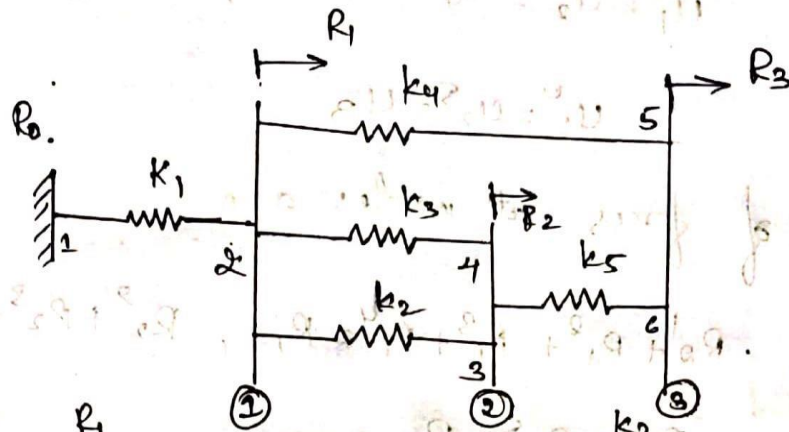 R₁
R₃
k₄
5
R₀.
K₁
k₃
R₂
1
2
4
k₅
k₂
6
3
①
②
③
R₁
k₂